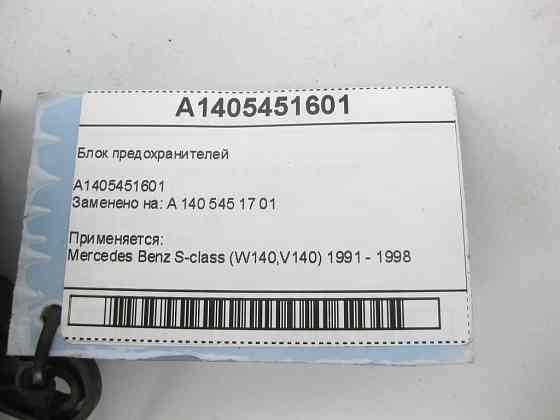 A1405451601
Блок предохранителей
A1405451601
Заменено на: A 140 545 17 01
Применяется:
Mercedes Benz S-class (W140,V140) 1991 - 1998